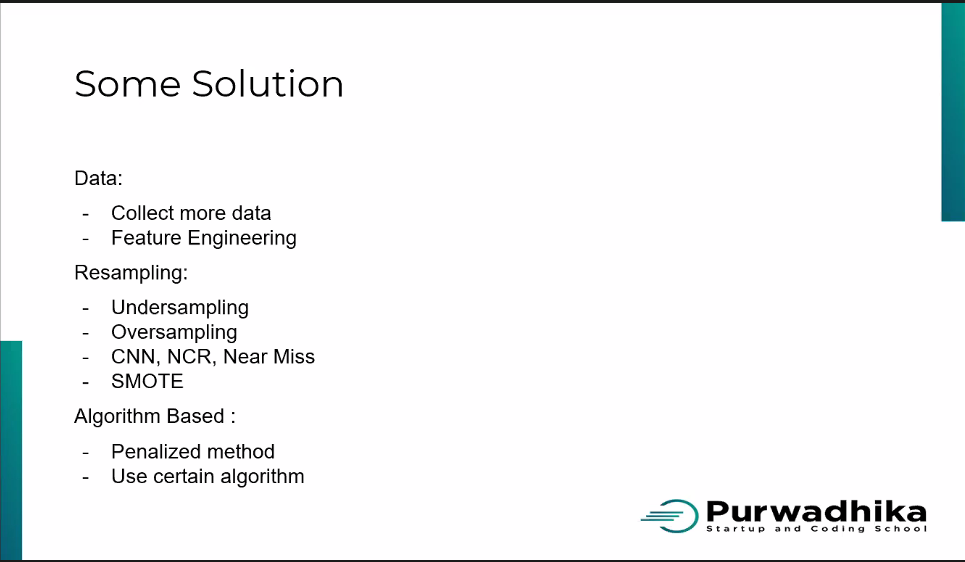 Some Solution
Data:
- Collect more data
- Feature Engineering
Resampling:
- Undersampling
- Oversampling
- CNN, NCR, Near Miss
- SMOTE
Algorithm Based :
- Penalized method
- Use certain algorithm
Purwadhika
Startup and Coding School